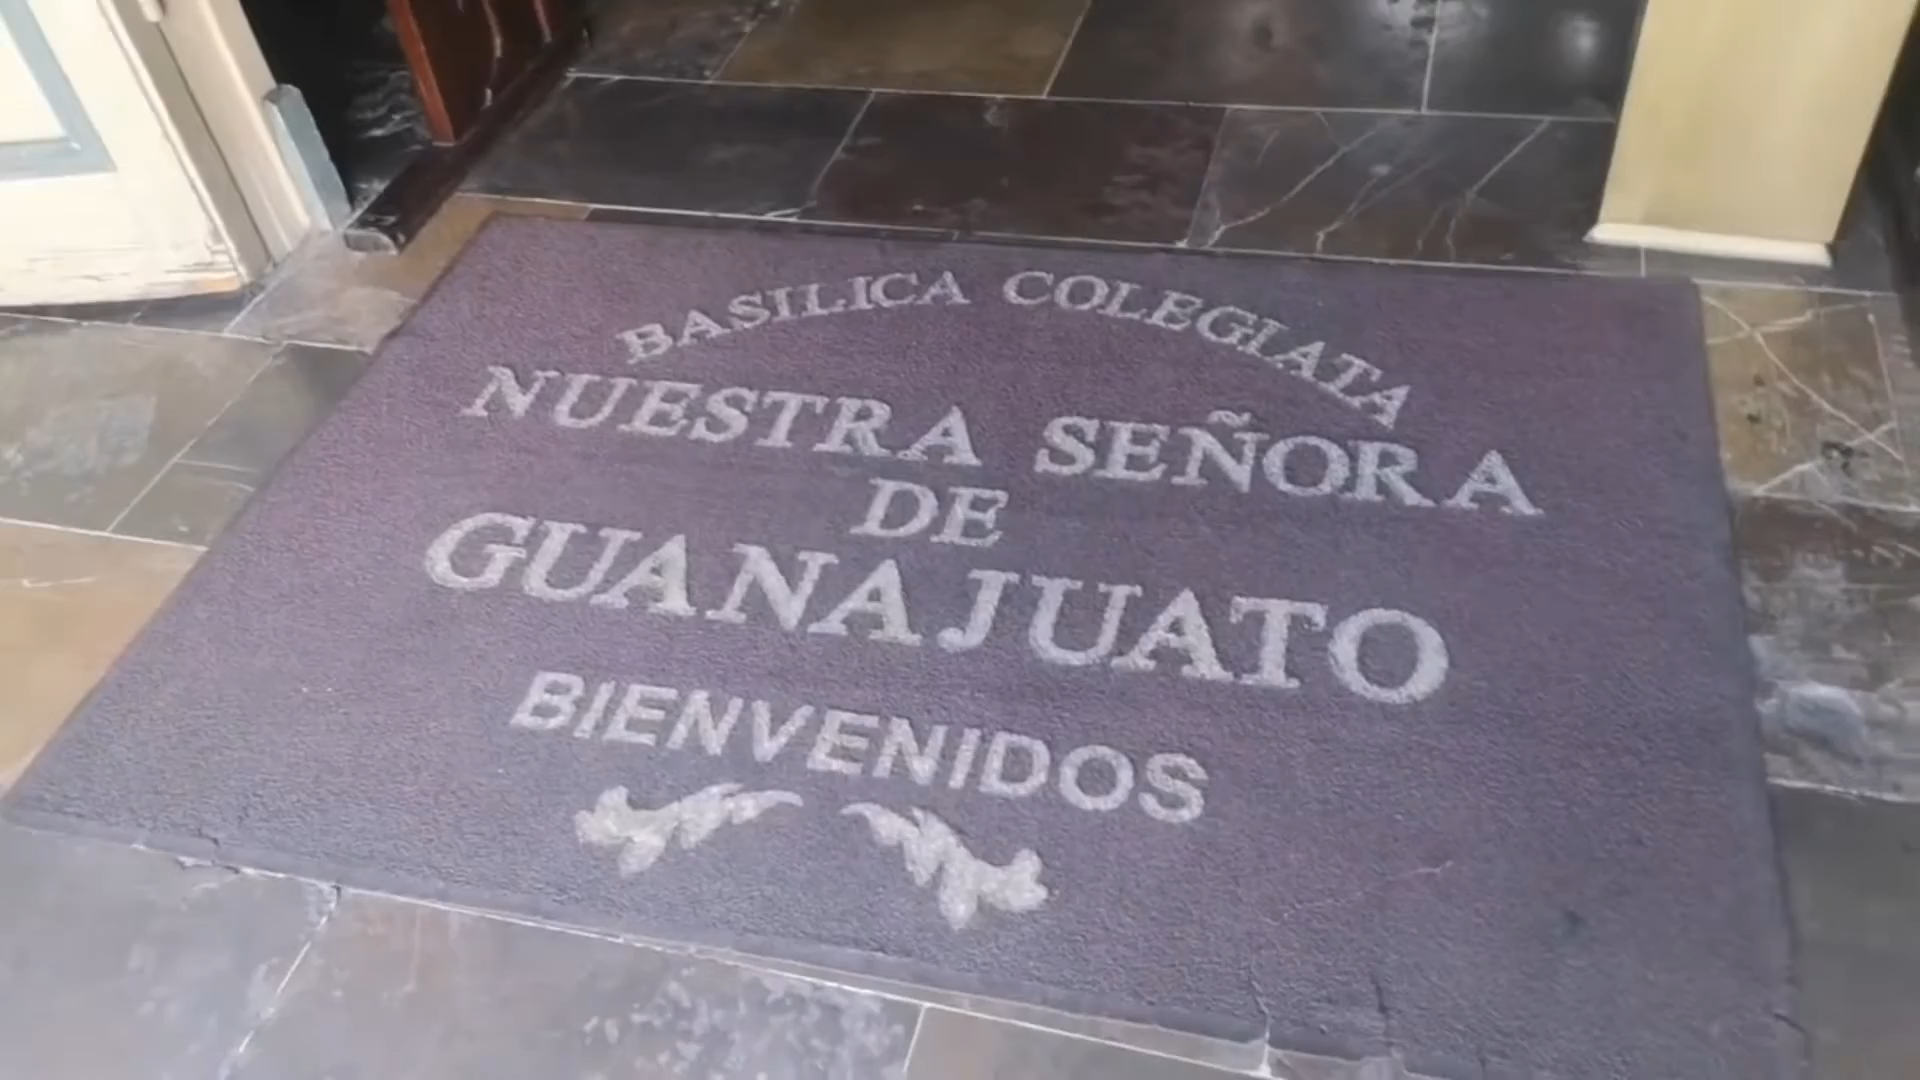 BASILICA COLEGIATA
NUESTRA SEÑORA
DE
GUANAJUATO
BIENVENIDOS